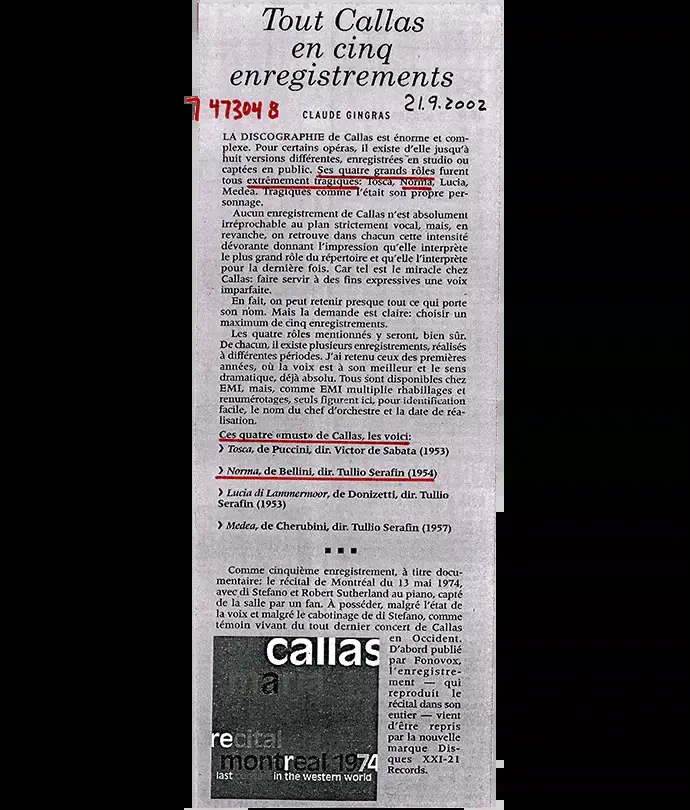 Tout Callas
en cinq
enregistrements
7 47304 8
CLAUDE GINGRAS
21.9.2002
LA DISCOGRAPHIE de Callas est énorme et com-
plexe. Pour certains opéras, il existe d'elle jusqu'à
huit versions différentes, enregistrées en studio ou
captées en public. Ses quatre grands rôles furent
tous extrêmement tragiques: Tosca, Norma, Lucia,
Medea. Tragiques comme l'était son propre per-
sonnage.
Aucun enregistrement de Callas n'est absolument
irréprochable au plan strictement vocal, mais, en
revanche, on retrouve dans chacun cette intensité
dévorante donnant l'impression qu'elle interprète
le plus grand rôle du répertoire et qu'elle l'interprète
pour la dernière fois. Car tel est le miracle chez
Callas: faire servir à des fins expressives une voix
imparfaite.
En fait, on peut retenir presque tout ce qui porte
son nom. Mais la demande est claire: choisir un
maximum de cinq enregistrements.
Les quatre rôles mentionnés y seront, bien sûr.
De chacun, il existe plusieurs enregistrements, réalisés
à différentes périodes. J'ai retenu ceux des premières
années, où la voix est à son meilleur et le sens
dramatique, déjà absolu. Tous sont disponibles chez
EMI, mais, comme EMI multiplie rhabillages et
renumérotages, seuls figurent ici, pour identification
facile, le nom du chef d'orchestre et la date de réa-
lisation.
Ces quatre «must» de Callas, les voici:
❯ Tosca, de Puccini, dir. Victor de Sabata (1953)
❯ Norma, de Bellini, dir. Tullio Serafin (1954)
❯ Lucia di Lammermoor, de Donizetti, dir. Tullio
Serafin (1953)
❯ Medea, de Cherubini, dir. Tullio Serafin (1957)
■ ■ ■
Comme cinquième enregistrement, à titre docu-
mentaire: le récital de Montréal du 13 mai 1974,
avec di Stefano et Robert Sutherland au piano, capté
de la salle par un fan. À posséder, malgré l'état de
la voix et malgré le cabotinage de di Stefano, comme
témoin vivant du tout dernier concert de Callas
en Occident.
D'abord publié
par Fonovox,
l'enregistre-
ment — qui
reproduit le
récital dans son
entier — vient
d'être repris
par la nouvelle
marque Dis-
ques XXI-21
Records.
callas
recital
montreal 1974
last concert in the western world